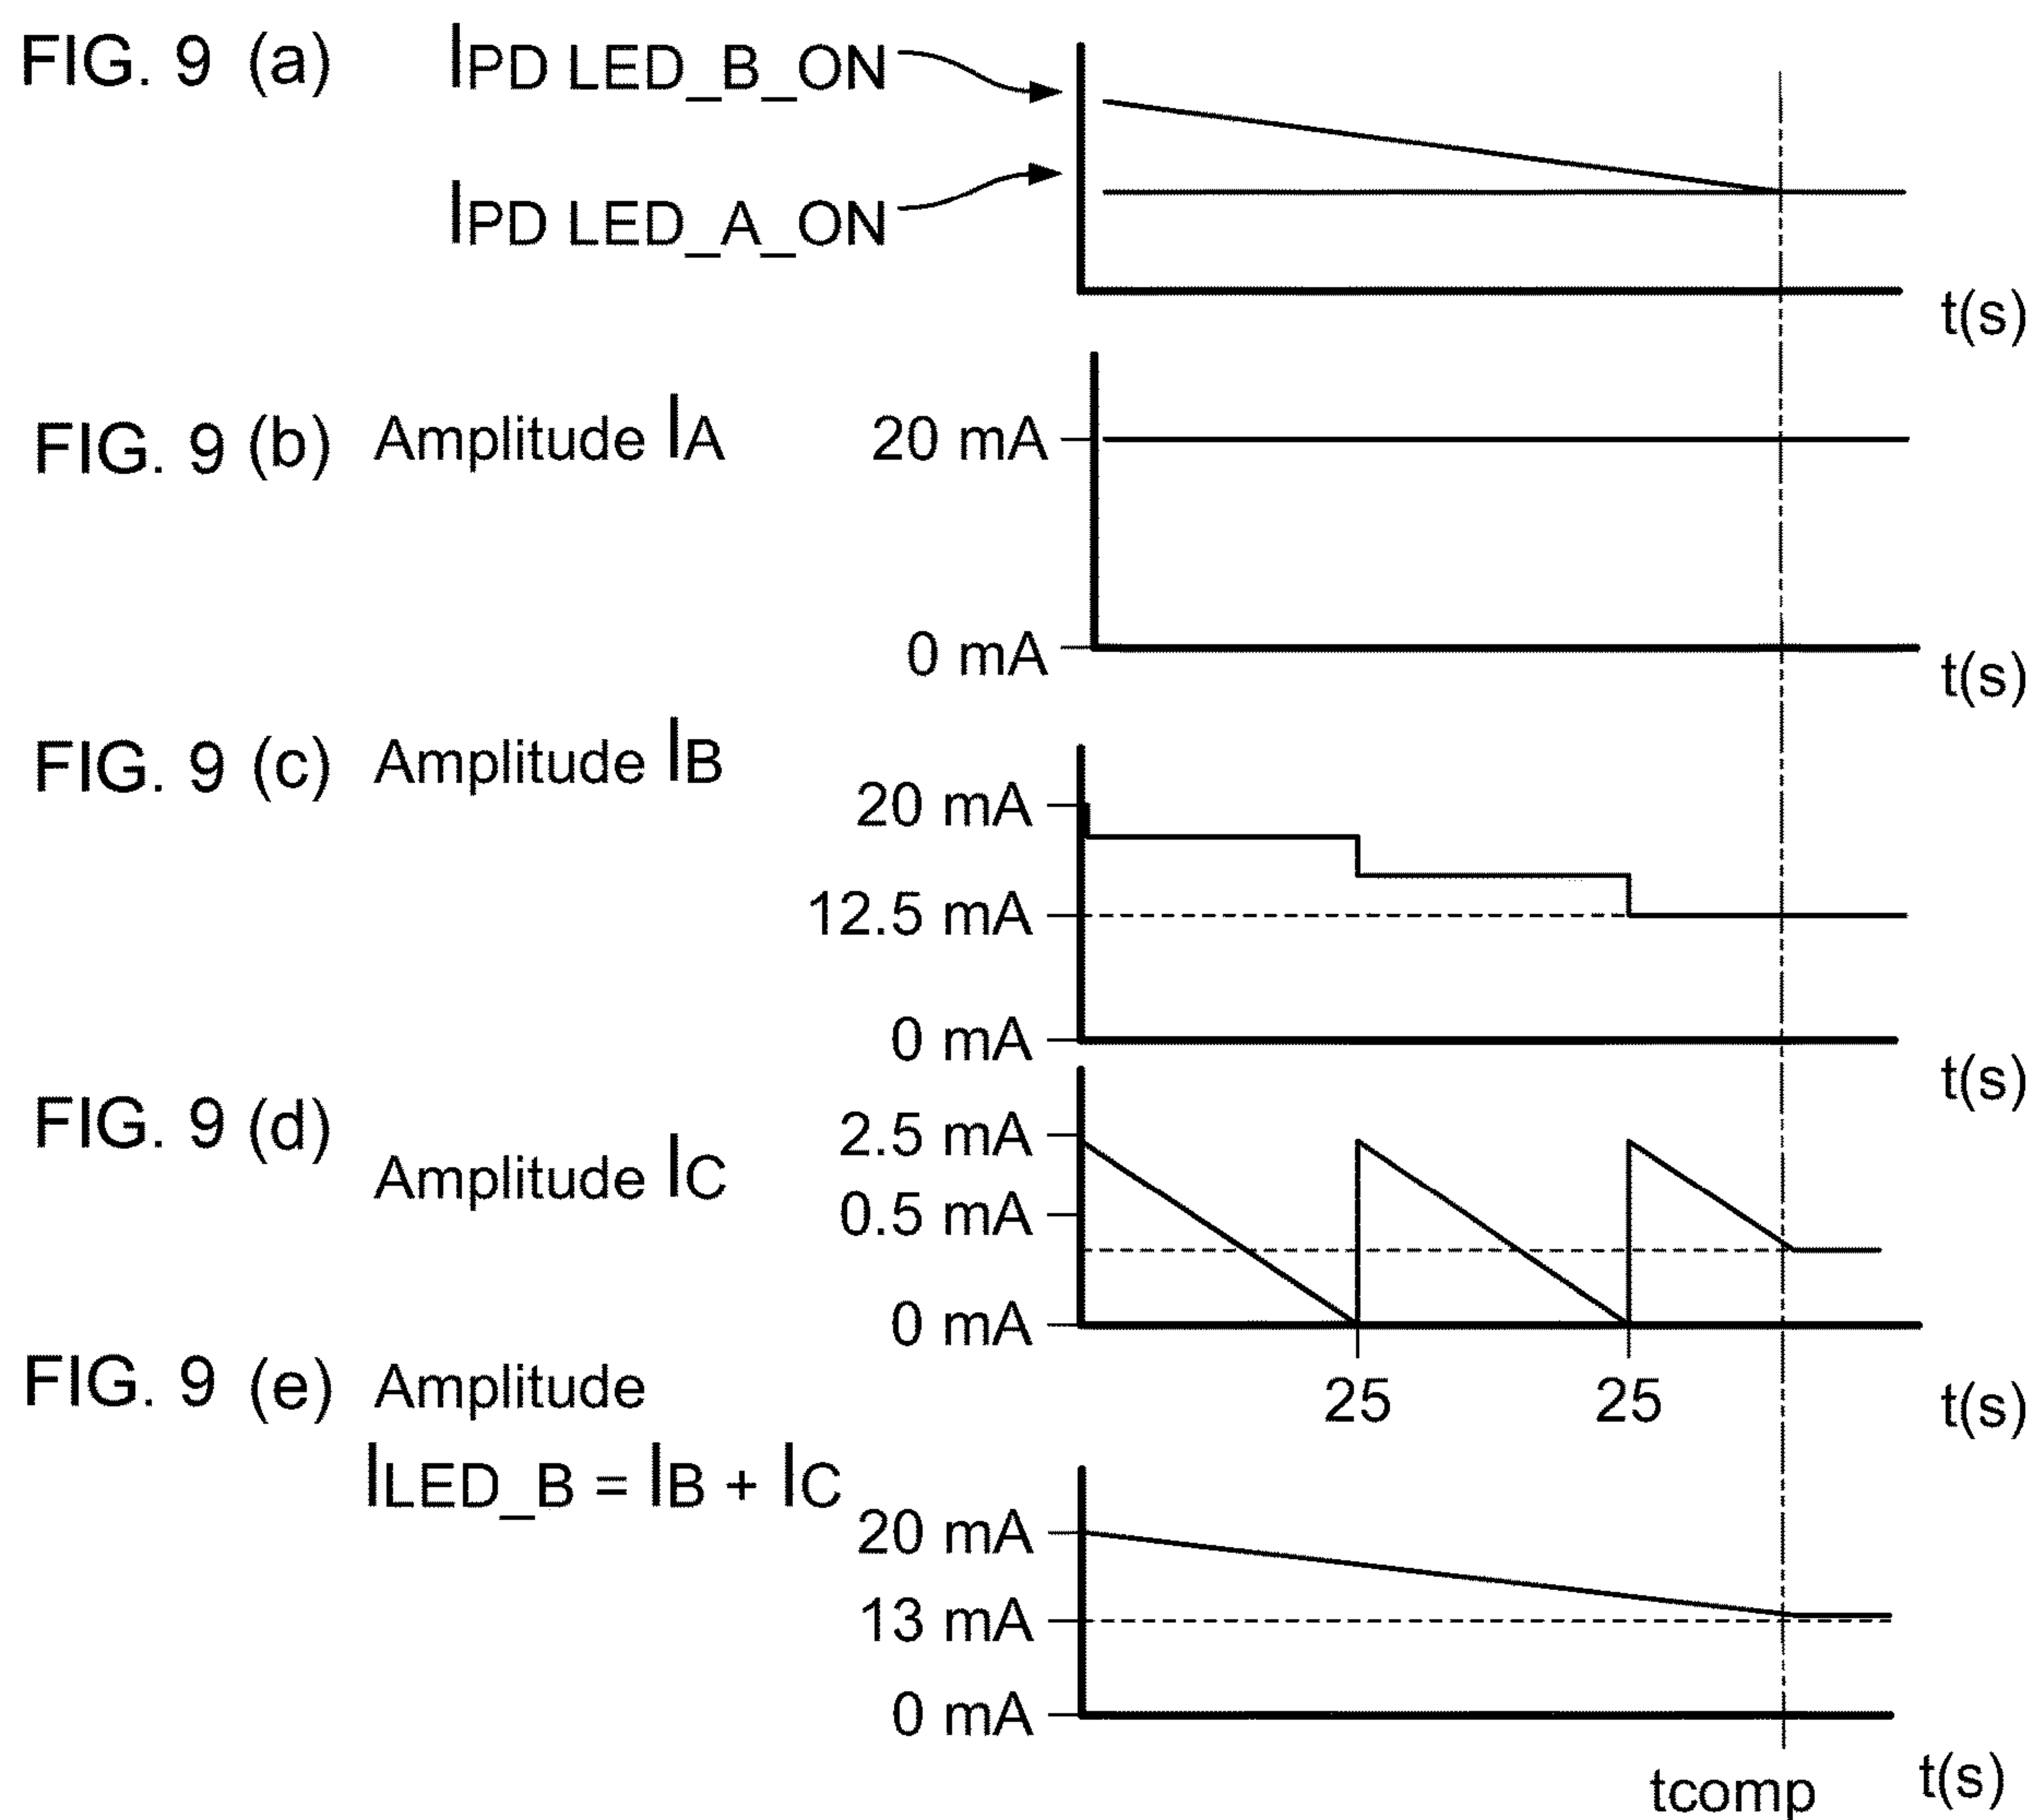 FIG. 9 (a) IPD LED_B_ON
IPD LED_A_ON
t(s)
FIG. 9 (b) Amplitude IA 20 mA
0 mA
t(s)
FIG. 9 (c) Amplitude IB
20 mA
12.5 mA
0 mA
t(s)
FIG. 9 (d) Amplitude IC
2.5 mA
0.5 mA
0 mA
25 25 t(s)
FIG. 9 (e) Amplitude
ILED_B = IB + IC
20 mA
13 mA
0 mA
tcomp t(s)